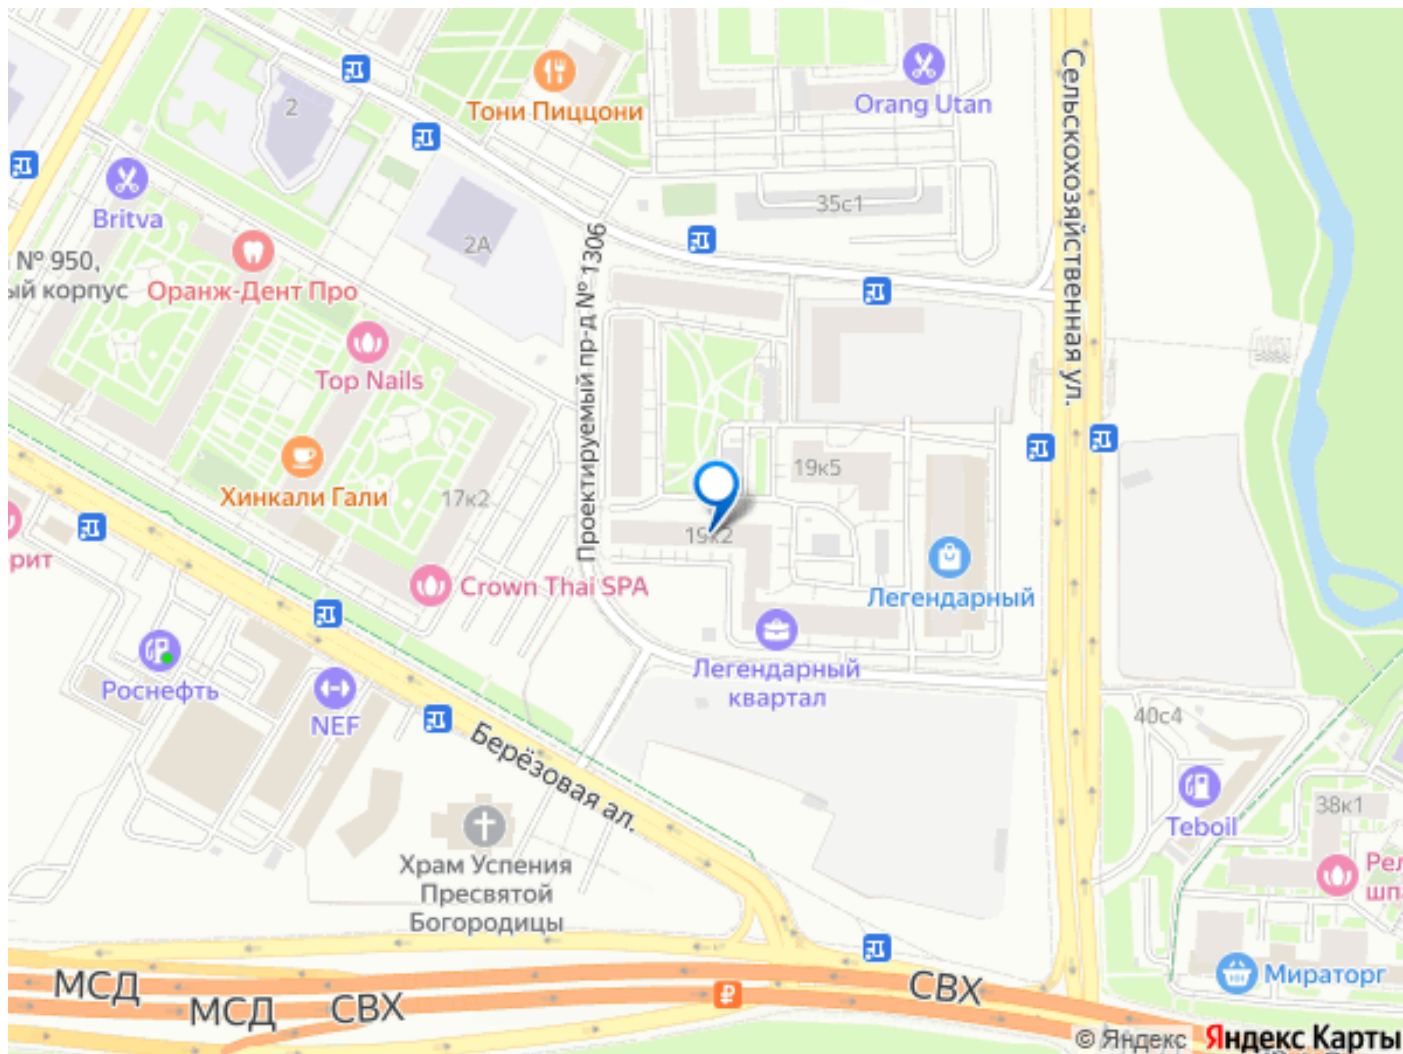 Тони Пиццони
Orang Utan
2
Сельскохозяйственная ул.
Britva
35с1
2А
№ 950,
ый корпус
Оранж-Дент Про
Проектируемый пр-д № 1306
Top Nails
Хинкали Гали
17к2
19к5
19к2
рит
Crown Thai SPA
Легендарный
Роснефть
NEF
Легендарный
квартал
40с4
Берёзовая ал.
Teboil
38к1
Храм Успения
Пресвятой
Богородицы
Рел
шпа
МСД
МСД
СВХ
СВХ
Мираторг
© Яндекс Яндекс Карты